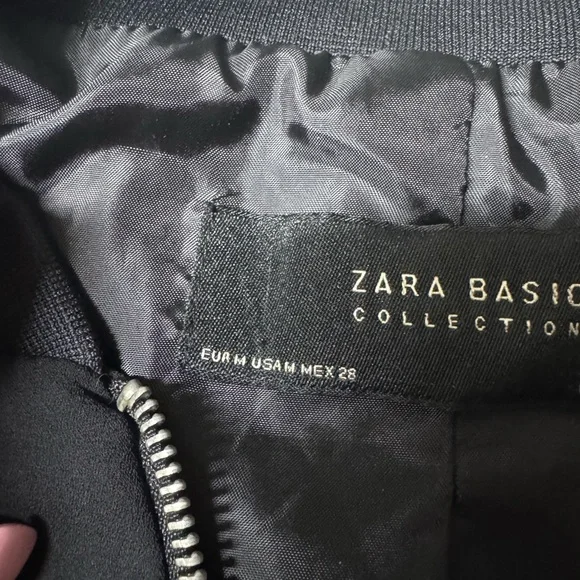 ZARA BASIC
COLLECTION
EUR M USA M MEX 28